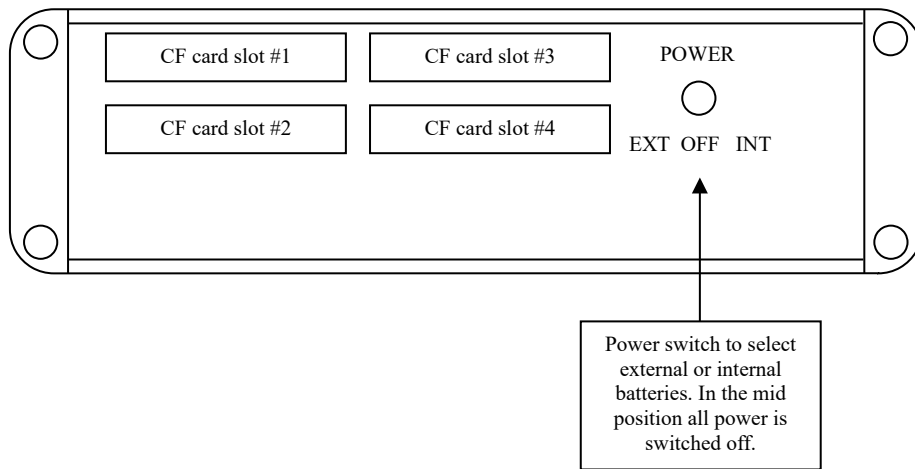 CF card slot #1
CF card slot #3
POWER
CF card slot #2
CF card slot #4
EXT OFF INT
Power switch to select
external or internal
batteries. In the mid
position all power is
switched off.